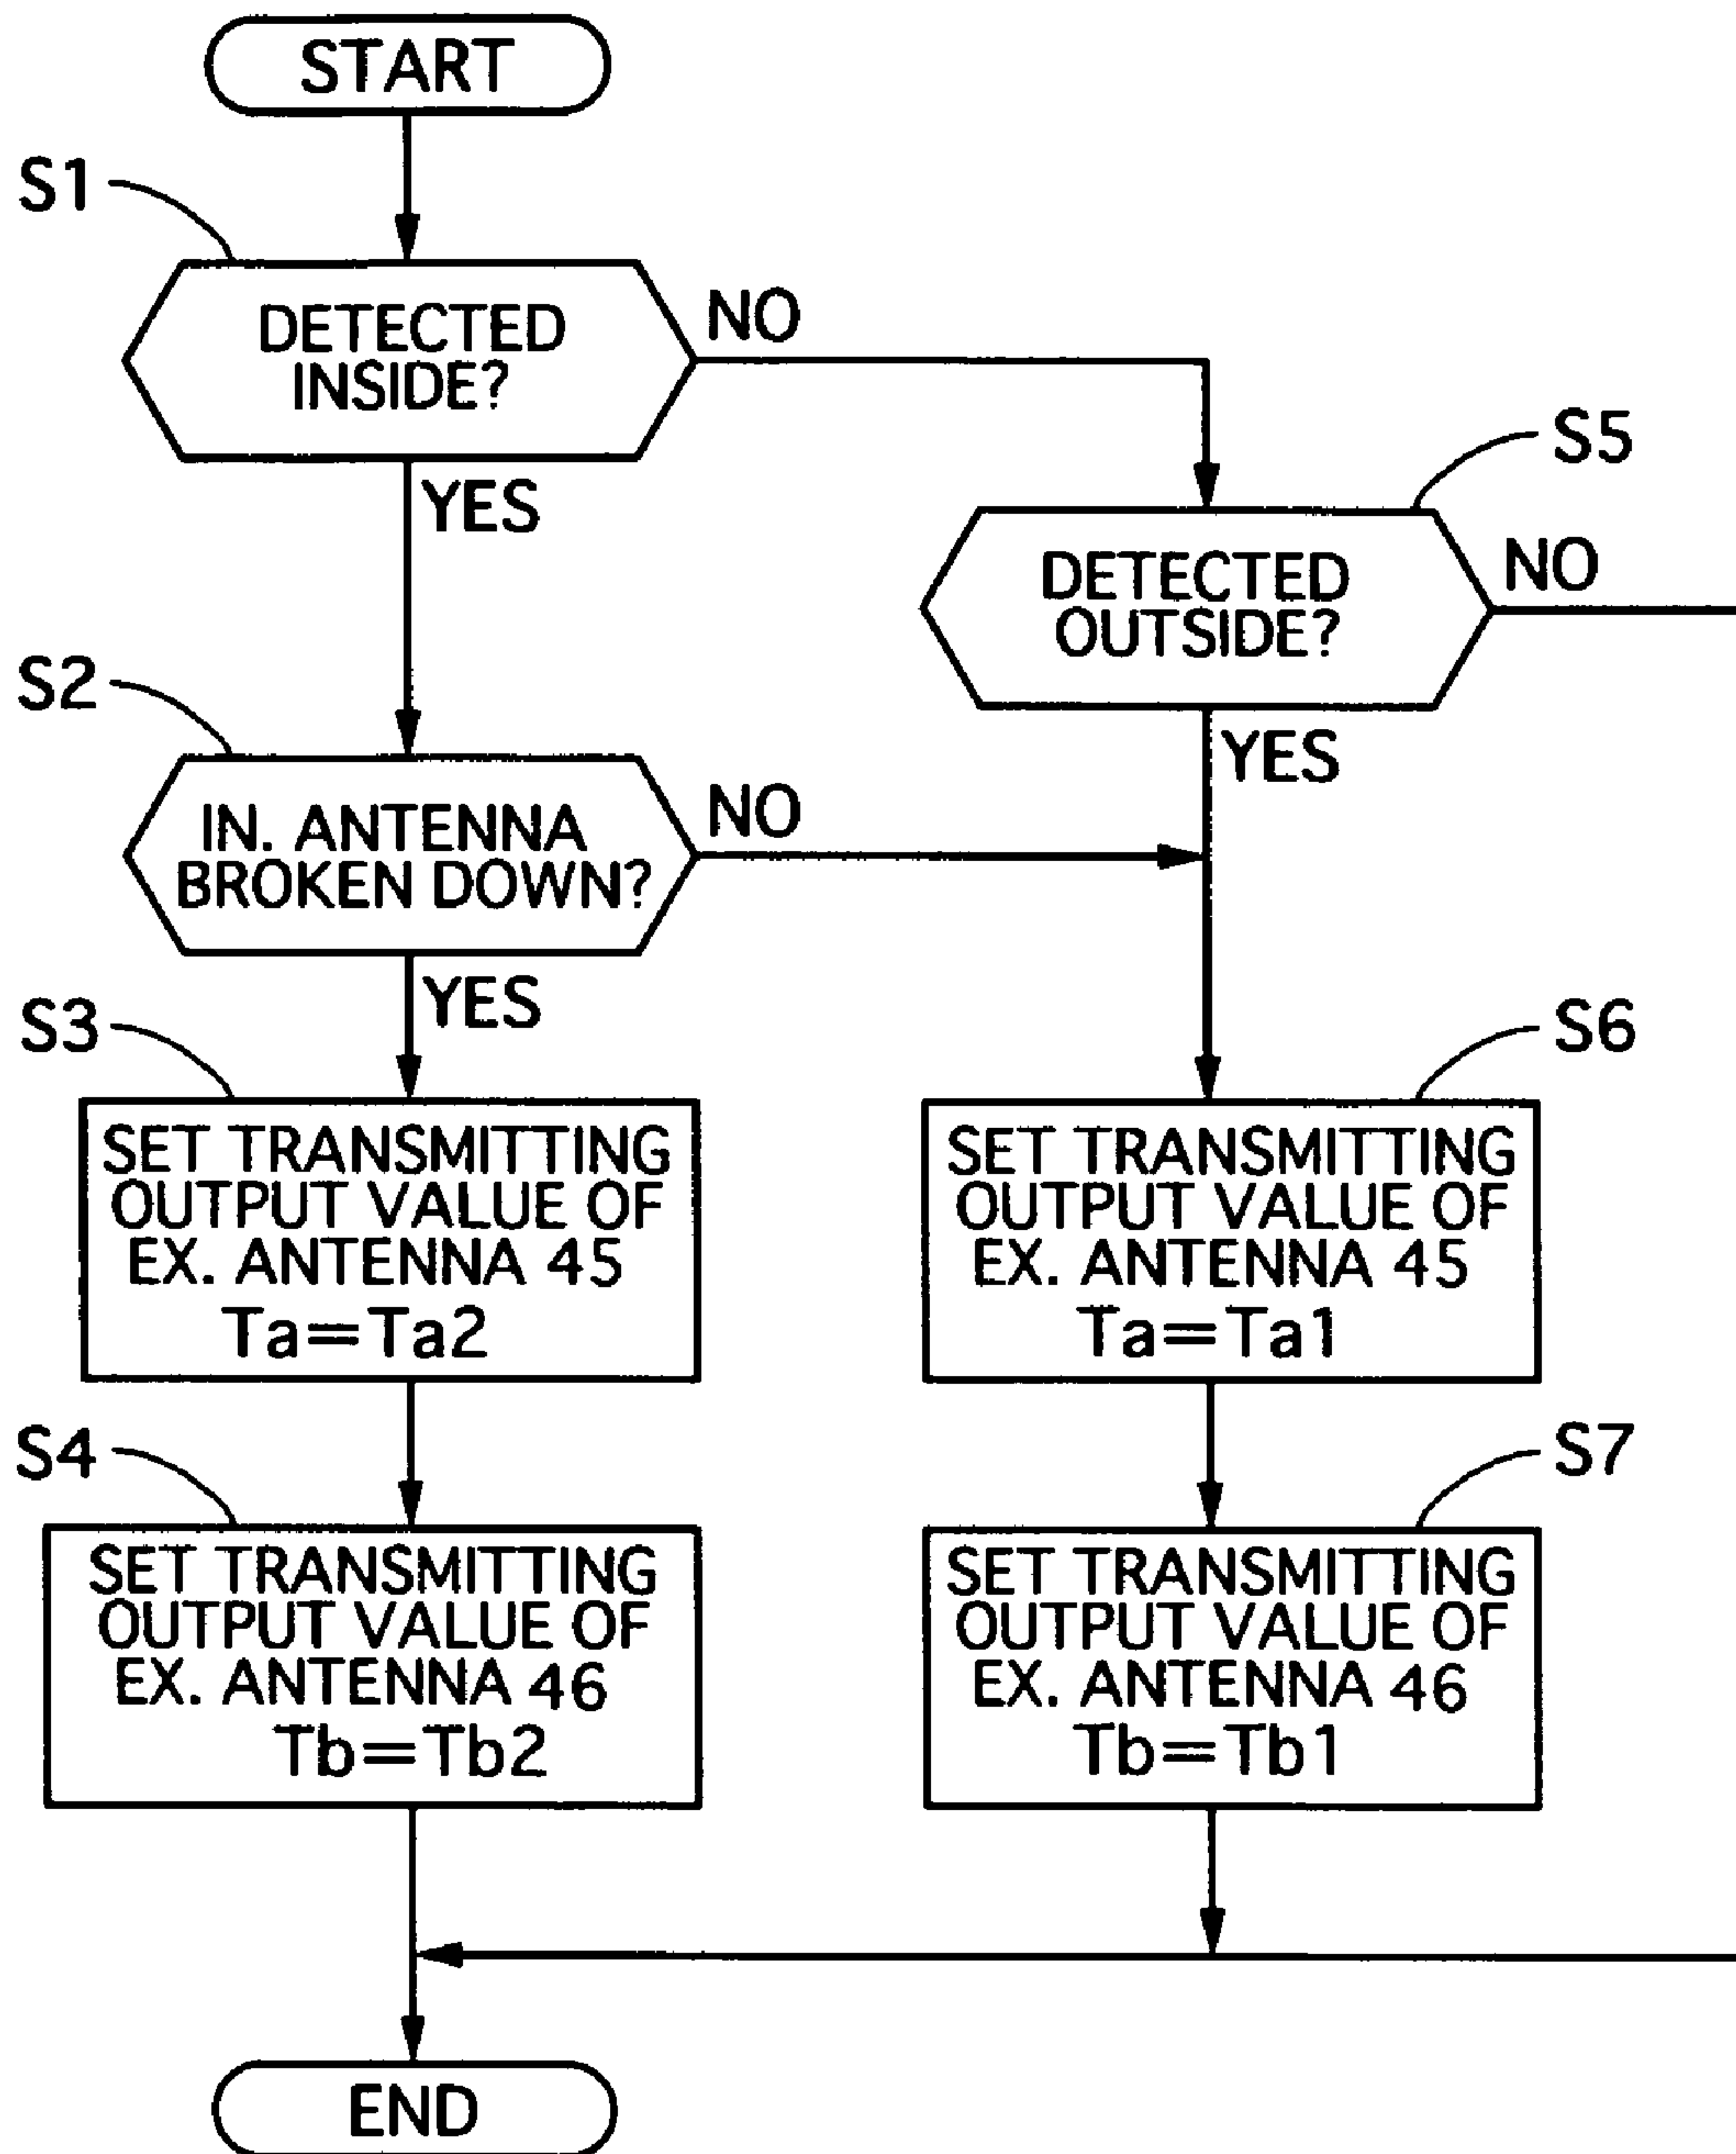 START
S1
DETECTED
INSIDE?
NO
YES
S5
DETECTED
OUTSIDE?
NO
YES
S2
IN. ANTENNA
BROKEN DOWN?
NO
YES
S3
SET TRANSMITTING
OUTPUT VALUE OF
EX. ANTENNA 45
Ta=Ta2
S6
SET TRANSMITTING
OUTPUT VALUE OF
EX. ANTENNA 45
Ta=Ta1
S4
SET TRANSMITTING
OUTPUT VALUE OF
EX. ANTENNA 46
Tb=Tb2
S7
SET TRANSMITTING
OUTPUT VALUE OF
EX. ANTENNA 46
Tb=Tb1
END